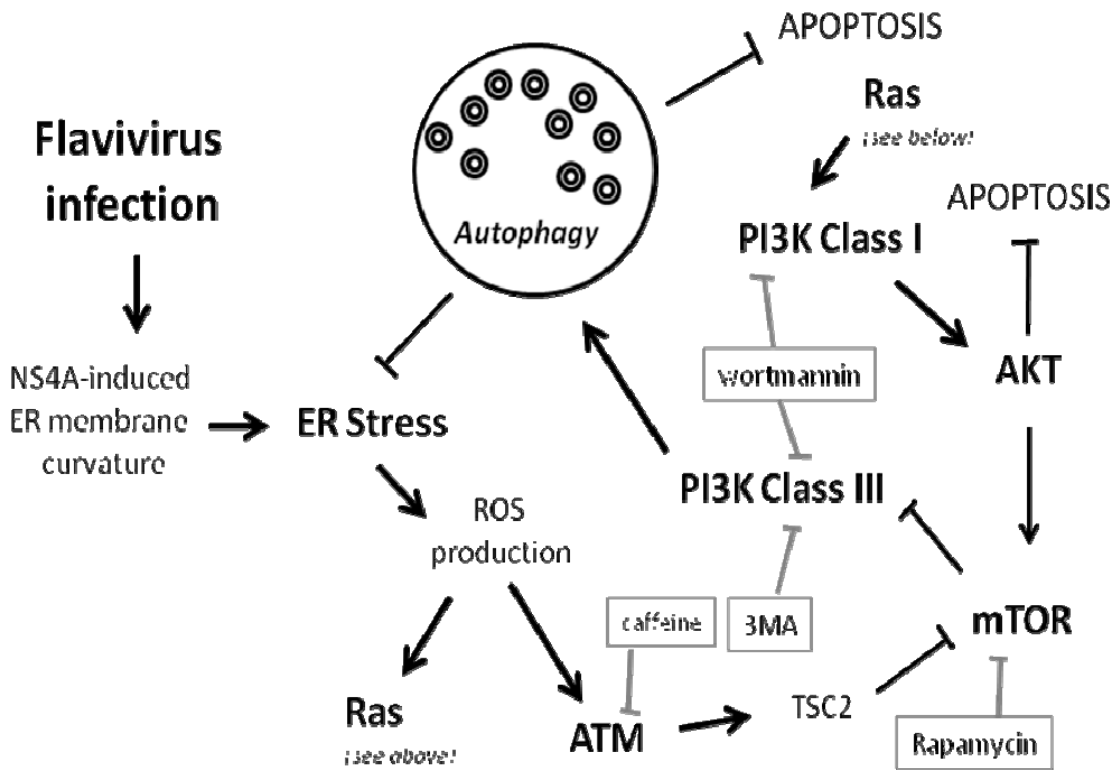 APOPTOSIS
Ras
(see below)
Flavivirus
infection
Autophagy
PI3K Class I
APOPTOSIS
wortmannin
AKT
NS4A-induced
ER membrane
curvature
ER Stress
PI3K Class III
ROS
production
caffeine
3MA
mTOR
Ras
(see above)
ATM
TSC2
Rapamycin